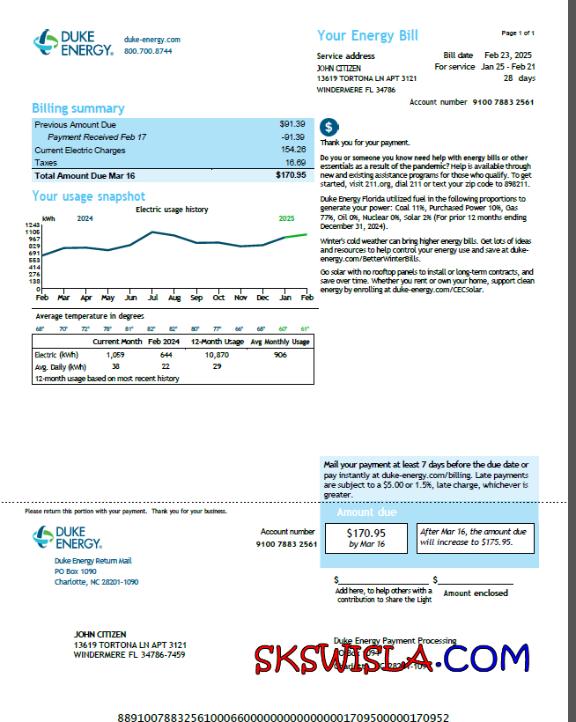 DUKE ENERGY®
duke-energy.com
800.700.8744
Your Energy Bill
Page 1 of 1
Service address
JOHN CITIZEN
13619 TORTONA LN APT 3121
WINDERMERE FL 34786
Bill date Feb 23, 2025
For service Jan 25 - Feb 21
28 days
Account number 9100 7883 2561
Billing summary
Previous Amount Due $91.39
Payment Received Feb 17 -91.39
Current Electric Charges 154.26
Taxes 16.69
Total Amount Due Mar 16 $170.95
$
Thank you for your payment.
Do you or someone you know need help with energy bills or other
essentials as a result of the pandemic? Help is available through
new and existing assistance programs for those who qualify. To get
started, visit 211.org, dial 211 or text your zip code to 898211.
Duke Energy Florida utilized fuel in the following proportions to
generate your power: Coal 11%, Purchased Power 10%, Gas
77%, Oil 0%, Nuclear 0%, Solar 2% (For prior 12 months ending
December 31, 2024).
Winter's cold weather can bring higher energy bills. Get lots of ideas
and resources to help control your energy use and save at duke-
energy.com/BetterWinterBills.
Go solar with no rooftop panels to install or long-term contracts, and
save over time. Whether you rent or own your home, support clean
energy by enrolling at duke-energy.com/CECSolar.
Your usage snapshot
Electric usage history
kWh 2024 2025
1243
1105
967
829
691
553
414
276
138
0
Feb Mar Apr May Jun Jul Aug Sep Oct Nov Dec Jan Feb
Average temperature in degrees
68° 70° 72° 78° 81° 82° 82° 80° 77° 66° 68° 60° 61°
Current Month Feb 2024 12-Month Usage Avg Monthly Usage
Electric (kWh) 1,059 644 10,870 906
Avg. Daily (kWh) 38 22 29
12-month usage based on most recent history
Mail your payment at least 7 days before the due date or
pay instantly at duke-energy.com/billing. Late payments
are subject to a $5.00 or 1.5%, late charge, whichever is
greater.
Please return this portion with your payment. Thank you for your business.
Amount due
DUKE ENERGY®
Duke Energy Return Mail
PO Box 1090
Charlotte, NC 28201-1090
Account number
9100 7883 2561
$170.95
by Mar 16
After Mar 16, the amount due
will increase to $175.95.
$ $
Add here, to help others with a
contribution to Share the Light
Amount enclosed
JOHN CITIZEN
13619 TORTONA LN APT 3121
WINDERMERE FL 34786-7459
Duke Energy Payment Processing
PO Box 1094
Charlotte, NC 28201-1094
SKSWISLA.COM